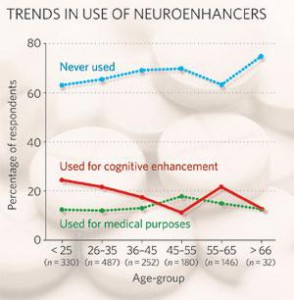 TRENDS IN USE OF NEUROENHANCERS
Percentage of respondents
80
60
40
20
0
Never used
Used for cognitive enhancement
Used for medical purposes
< 25 26–35 36–45 45–55 55–65 > 66
(n = 330) (n = 487) (n = 252) (n = 180) (n = 146) (n = 32)
Age-group